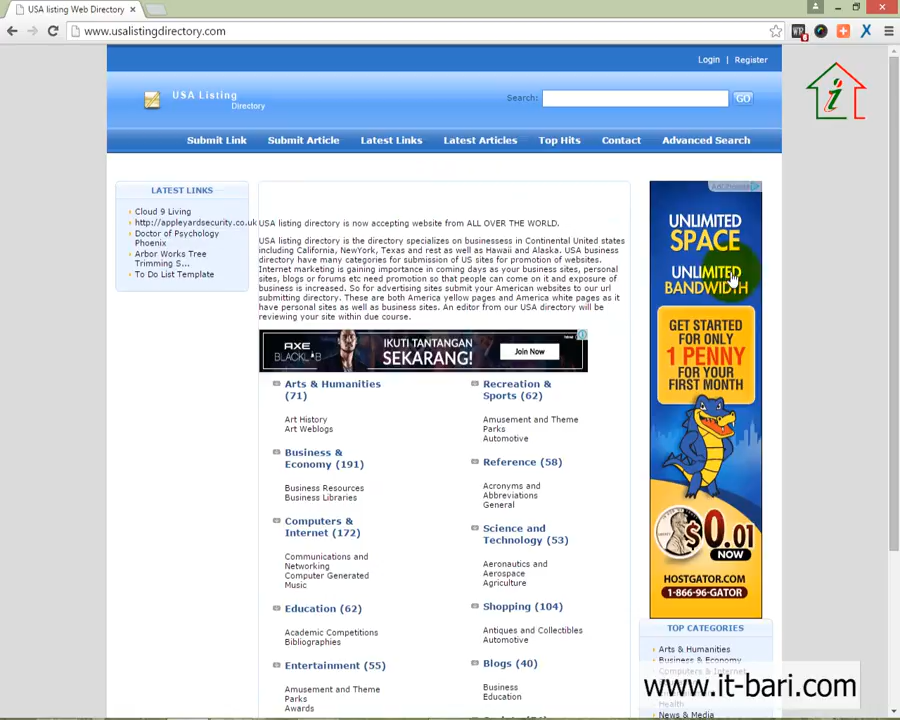 USA listing Web Directory
www.usalistingdirectory.com
Login | Register
USA Listing
Directory
Search:
GO
Submit Link
Submit Article
Latest Links
Latest Articles
Top Hits
Contact
Advanced Search
LATEST LINKS
Cloud 9 Living
http://appleyardsecurity.co.uk
Doctor of Psychology
Phoenix
Arbor Works Tree
Trimming S...
To Do List Template
USA listing directory is now accepting website from ALL OVER THE WORLD.
USA listing directory is the directory specializes on businesess in Continental United states
including California, NewYork, Texas and rest as well as Hawaii and Alaska. USA business
directory have many categories for submission of US sites for promotion of websites.
Internet marketing is gaining importance in coming days as your business sites, personal
sites, blogs or forums etc need promotion so that people can come on it and exposure of
business is increased. So for advertising sites submit your American websites to our url
submitting directory. These are both America yellow pages and America white pages as it
have personal sites as well as business sites. An editor from our USA directory will be
reviewing your site within due course.
AXE
BLACKLAB
IKUTI TANTANGAN
SEKARANG!
Join Now
Arts & Humanities
(71)
Art History
Art Weblogs
Business &
Economy (191)
Business Resources
Business Libraries
Computers &
Internet (172)
Communications and
Networking
Computer Generated
Music
Education (62)
Academic Competitions
Bibliographies
Entertainment (55)
Amusement and Theme
Parks
Awards
Recreation &
Sports (62)
Amusement and Theme
Parks
Automotive
Reference (58)
Acronyms and
Abbreviations
General
Science and
Technology (53)
Aeronautics and
Aerospace
Agriculture
Shopping (104)
Antiques and Collectibles
Automotive
Blogs (40)
Business
Education
AdChoices
UNLIMITED
SPACE
UNLIMITED
BANDWIDTH
GET STARTED
FOR ONLY
1 PENNY
FOR YOUR
FIRST MONTH
$0.01
NOW
HOSTGATOR.COM
1-866-96-GATOR
TOP CATEGORIES
Arts & Humanities
Business & Economy
Computers & Internet
Health
News & Media
www.it-bari.com